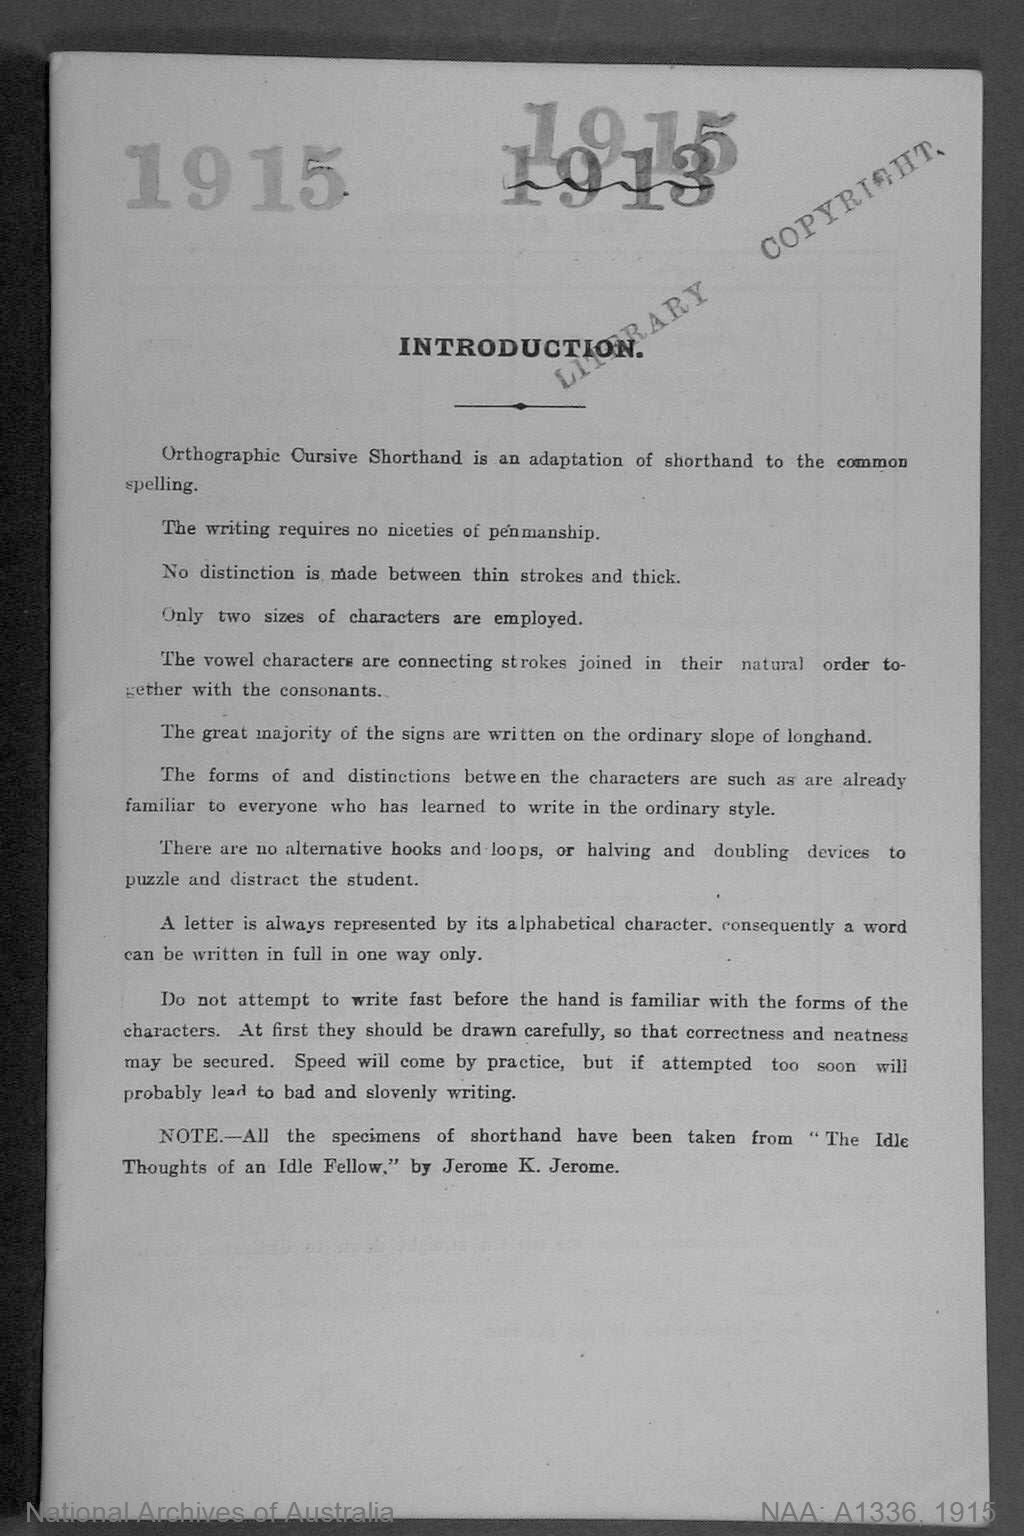 1915
1915
1913
LITERARY COPYRIGHT.
INTRODUCTION.
Orthographic Cursive Shorthand is an adaptation of shorthand to the common
spelling.
The writing requires no niceties of penmanship.
No distinction is made between thin strokes and thick.
Only two sizes of characters are employed.
The vowel characters are connecting strokes joined in their natural order to-
gether with the consonants.
The great majority of the signs are written on the ordinary slope of longhand.
The forms of and distinctions between the characters are such as are already
familiar to everyone who has learned to write in the ordinary style.
There are no alternative hooks and loops, or halving and doubling devices to
puzzle and distract the student.
A letter is always represented by its alphabetical character. consequently a word
can be written in full in one way only.
Do not attempt to write fast before the hand is familiar with the forms of the
characters. At first they should be drawn carefully, so that correctness and neatness
may be secured. Speed will come by practice, but if attempted too soon will
probably lead to bad and slovenly writing.
NOTE.—All the specimens of shorthand have been taken from “The Idle
Thoughts of an Idle Fellow,” by Jerome K. Jerome.
National Archives of Australia
NAA: A1336, 1915